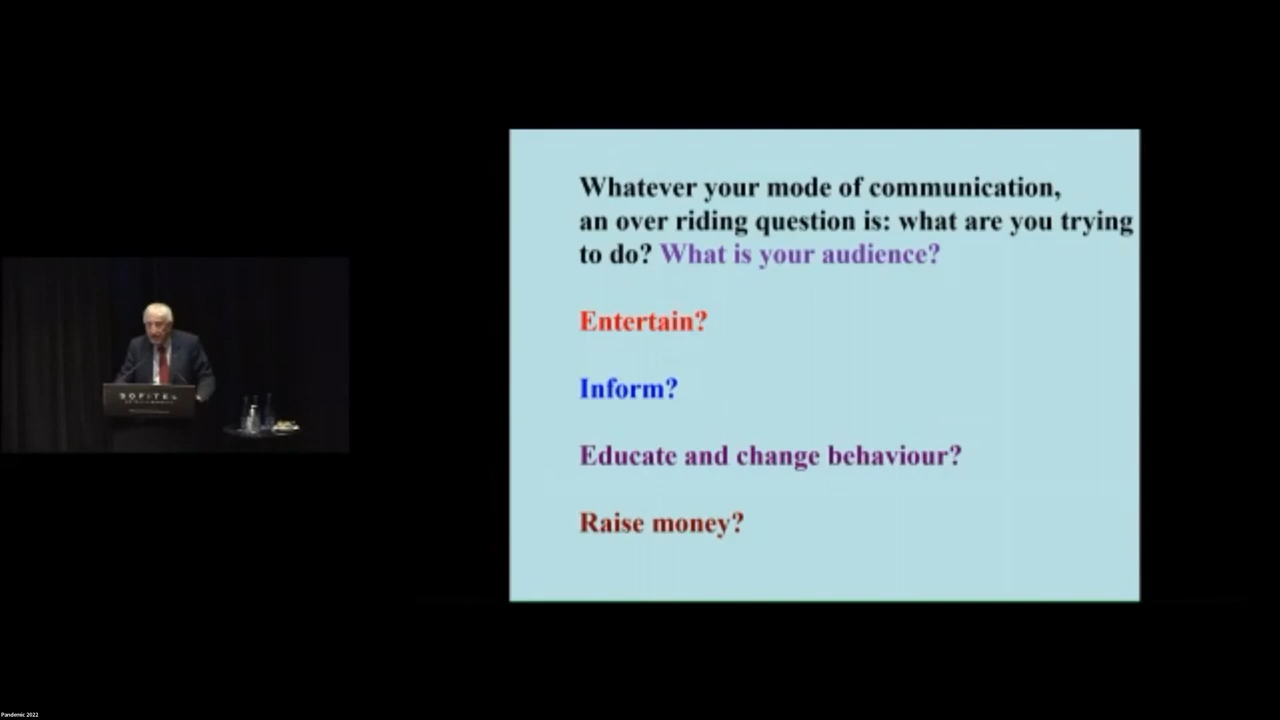 Whatever your mode of communication,
an over riding question is: what are you trying
to do? What is your audience?
Entertain?
Inform?
Educate and change behaviour?
Raise money?
SOFITEL
Pandemic 2022